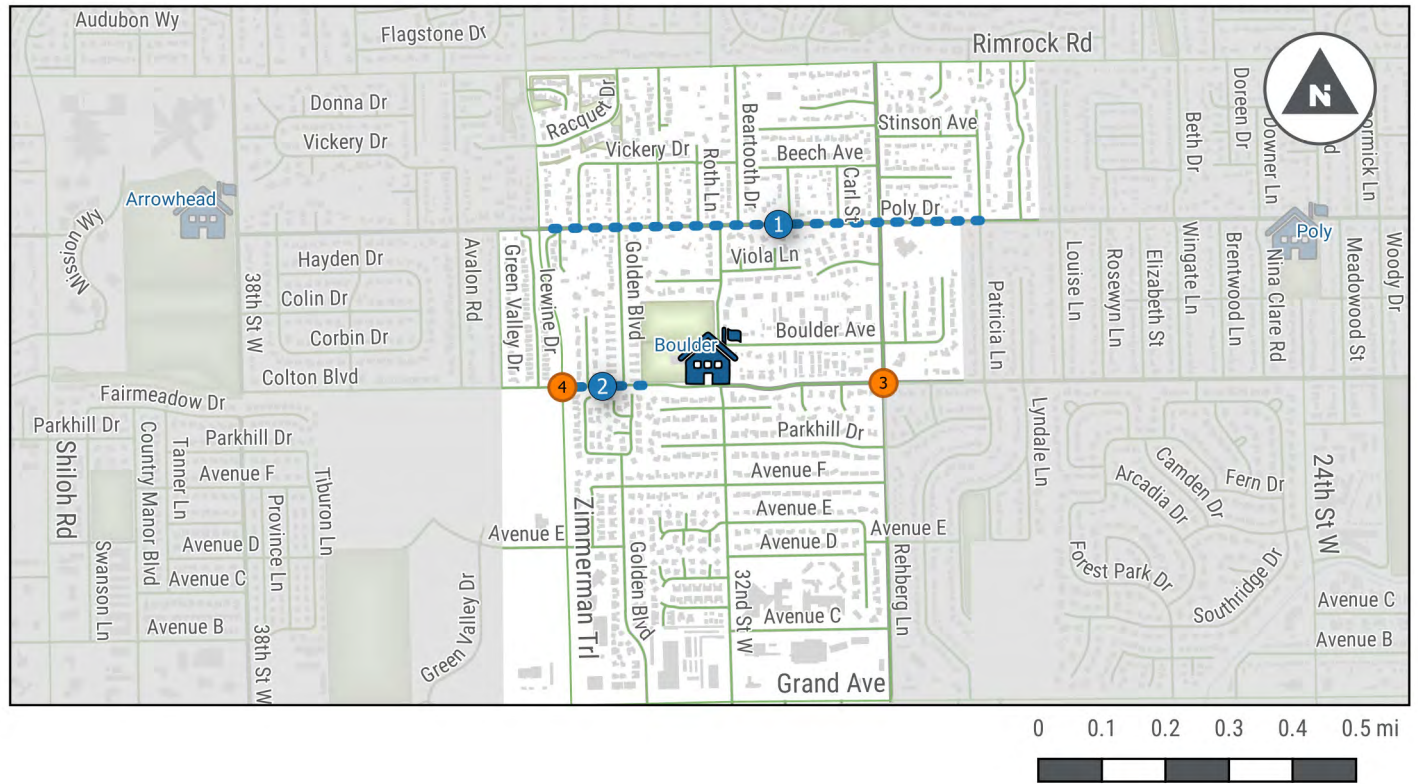 Audubon Wy
Flagstone Dr
Rimrock Rd
N
Donna Dr
Vickery Dr
Racquet Dr
Vickery Dr
Roth Ln
Beartooth Dr
Beech Ave
Carl St
Stinson Ave
Poly Dr
Beth Dr
Doreen Dr
Downer Ln
Arrowhead
Mission Wy
1
Poly
Hayden Dr
Colin Dr
Corbin Dr
Colton Blvd
38th St W
Avalon Rd
Green Valley Dr
Icewine Dr
Golden Blvd
Viola Ln
Boulder
Boulder Ave
Patricia Ln
Louise Ln
Rosewyn Ln
Elizabeth St
Wingate Ln
Brentwood Ln
Nina Clare Rd
Meadowood St
Woody Dr
4
2
3
Fairmeadow Dr
Parkhill Dr
Parkhill Dr
Parkhill Dr
Shiloh Rd
Country Manor Blvd
Tanner Ln
Avenue F
Province Ln
Tiburon Ln
Avenue F
Lyndale Ln
Camden Dr
Arcadia Dr
Fern Dr
24th St W
Avenue E
Zimmerman Trl
Avenue E
Avenue E
Avenue D
Avenue D
Swanson Ln
Avenue C
Avenue B
38th St W
Green Valley Dr
Golden Blvd
32nd St W
Avenue C
Rehberg Ln
Forest Park Dr
Southridge Dr
Avenue C
Avenue B
Grand Ave
0 0.1 0.2 0.3 0.4 0.5 mi